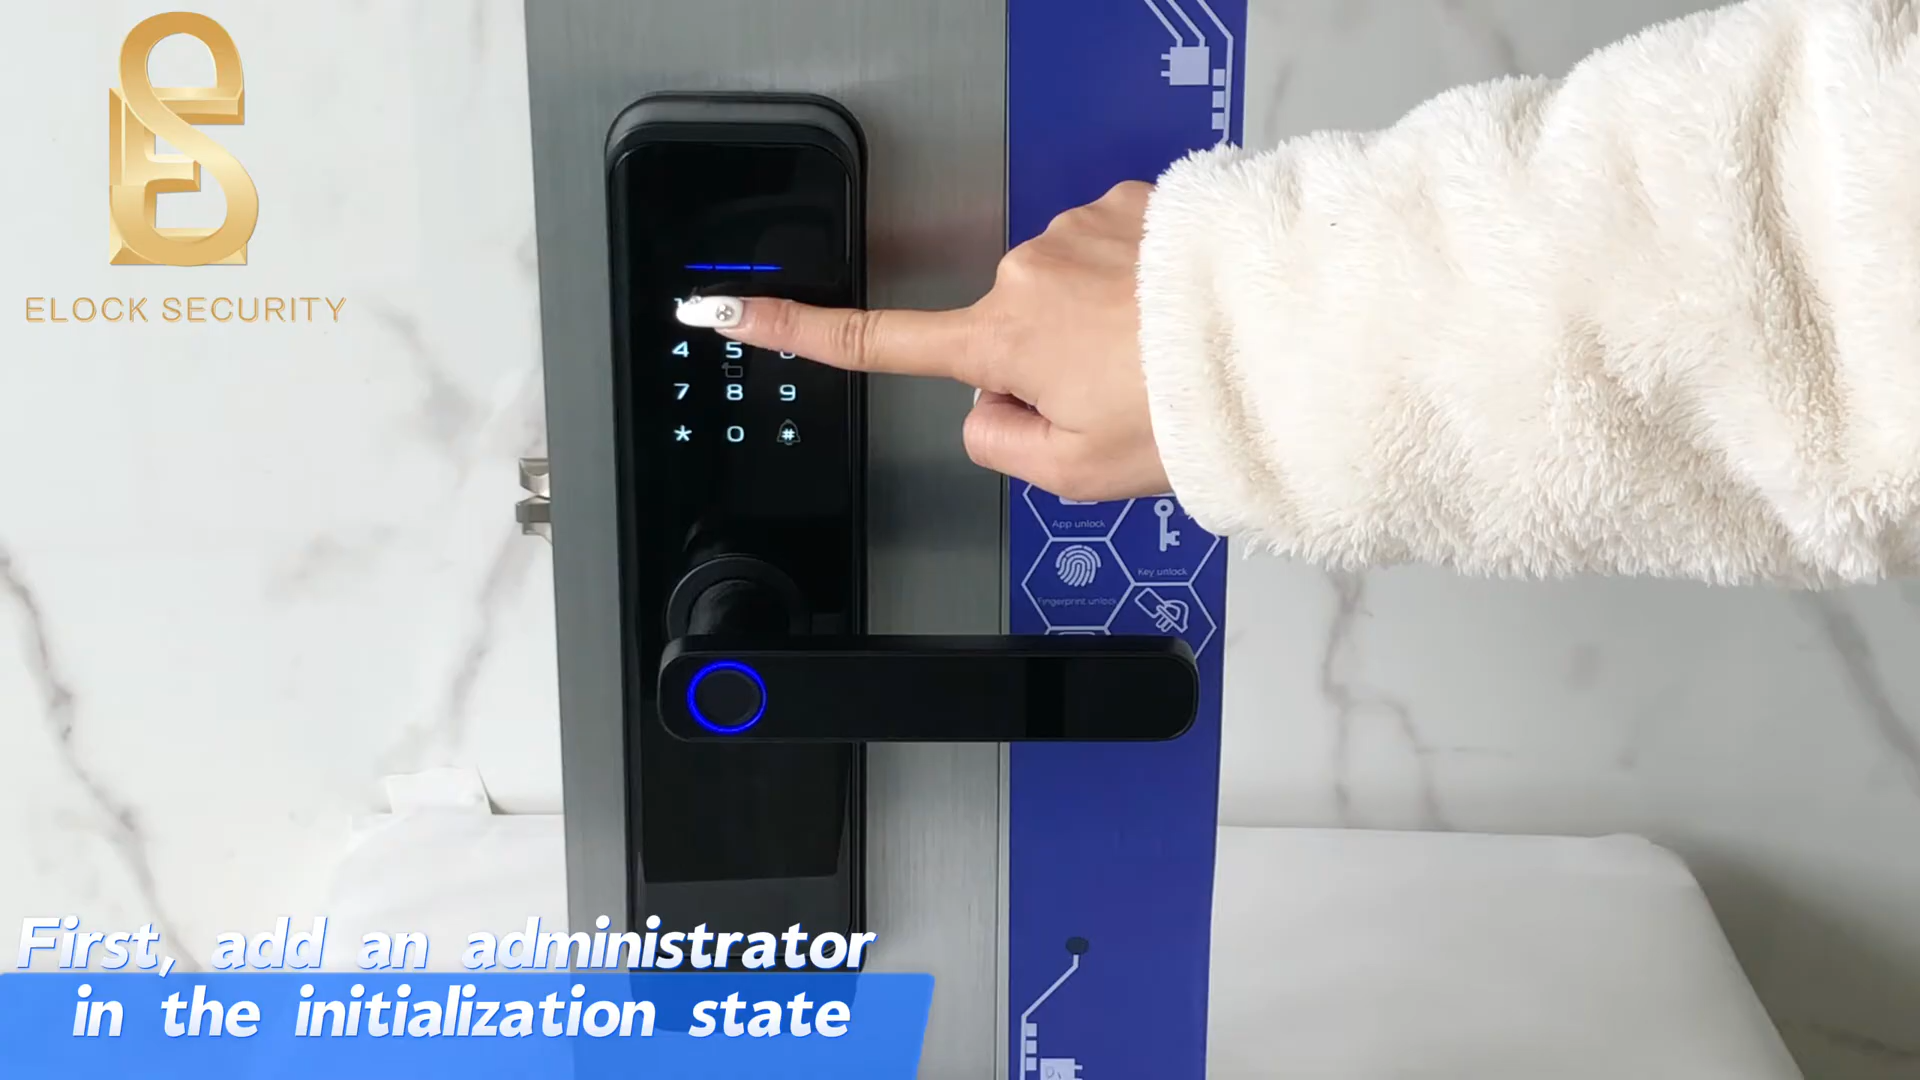 ELOCK SECURITY
4 5
7 8 9
* 0 #
App unlock
Key unlock
Fingerprint unlock
First, add an administrator
in the initialization state